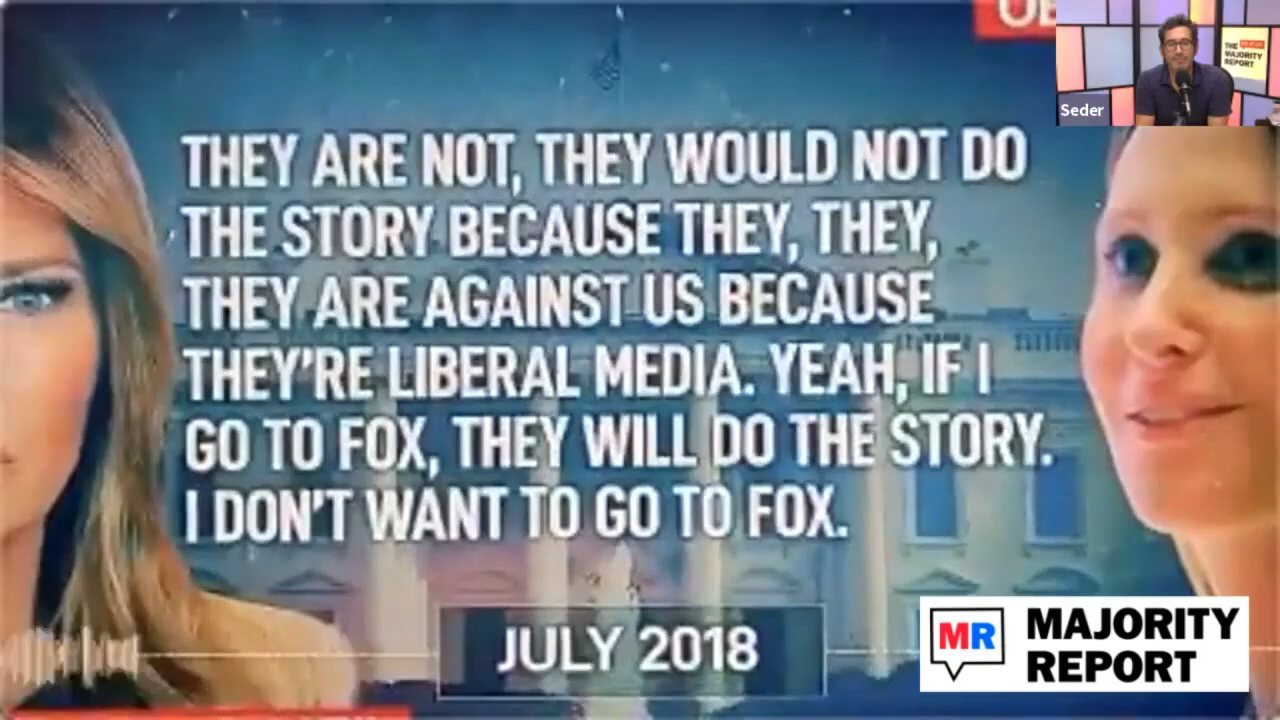 THEY ARE NOT, THEY WOULD NOT DO
THE STORY BECAUSE THEY, THEY,
THEY ARE AGAINST US BECAUSE
THEY'RE LIBERAL MEDIA. YEAH, IF I
GO TO FOX, THEY WILL DO THE STORY.
I DON'T WANT TO GO TO FOX.
JULY 2018
Seder
THE
MAJORITY
REPORT
MR
MAJORITY
REPORT